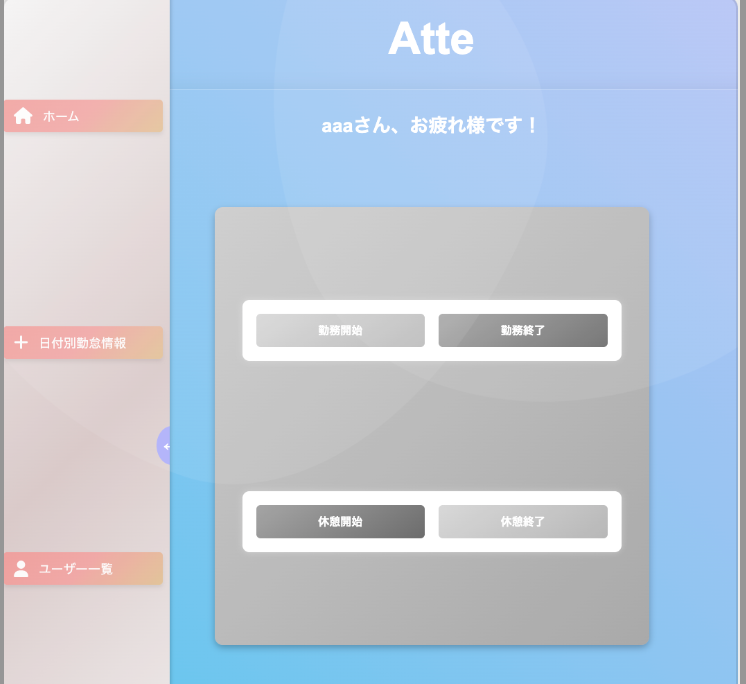 Atte
aaaさん、お疲れ様です！
ホーム
日付別勤怠情報
ユーザー一覧
勤務開始
勤務終了
休憩開始
休憩終了